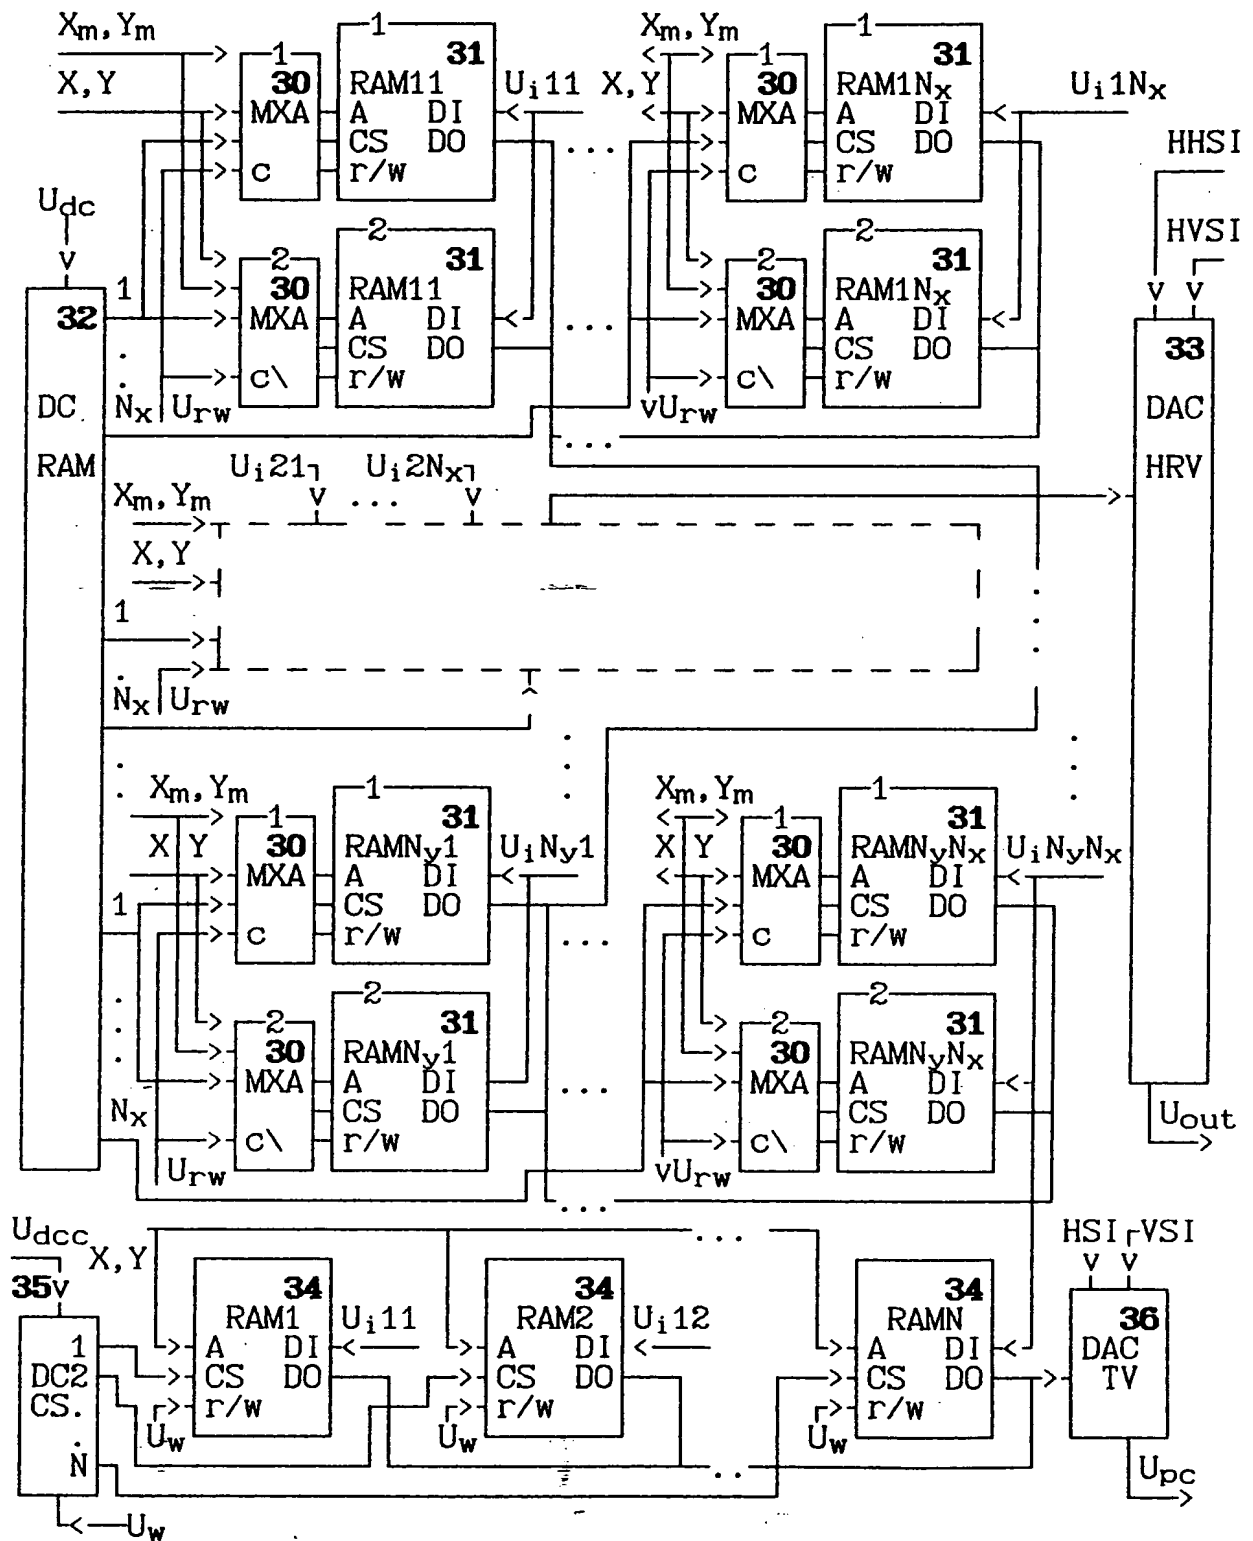 Xm,Ym 1 1 31 Xm,Ym 1 1 31
X,Y 30 RAM11 Ui11 X,Y 30 RAM1Nx Ui1Nx
MXA A DI MXA A DI
CS DO ... CS DO HHSI
c r/w c r/w
Udc 2 2 HVSI
v 2 31 2 31
1 30 RAM11 30 RAM1Nx v v
32 MXA A DI ... MXA A DI
CS DO CS DO 33
. c\ r/w c\ r/w
DC. Nx Urw ... vUrw DAC
RAM Ui21 Ui2Nx HRV
Xm,Ym v ... v
X,Y
1
. Nx Urw
Xm,Ym 1 1 31 Xm,Ym 1 1 31
X Y 30 RAMNy1 UiNy1 X Y 30 RAMNyNx UiNyNx
MXA A DI MXA A DI
1 CS DO CS DO
c r/w ... c r/w
2 2 31 2 2 31
30 RAMNy1 30 RAMNyNx
MXA A DI ... MXA A DI
Nx CS DO CS DO Uout
c\ r/w c\ r/w
Urw ... vUrw
Udcc X,Y ... HSI VSI
35 v 34 34 34 v v
RAM1 Ui11 RAM2 Ui12 RAMN 36
1 A DI A DI A DI DAC
DC2 CS DO CS DO CS DO TV
CS. r/w r/w r/w
. Uw Uw Uw
N .. Upc
Uw